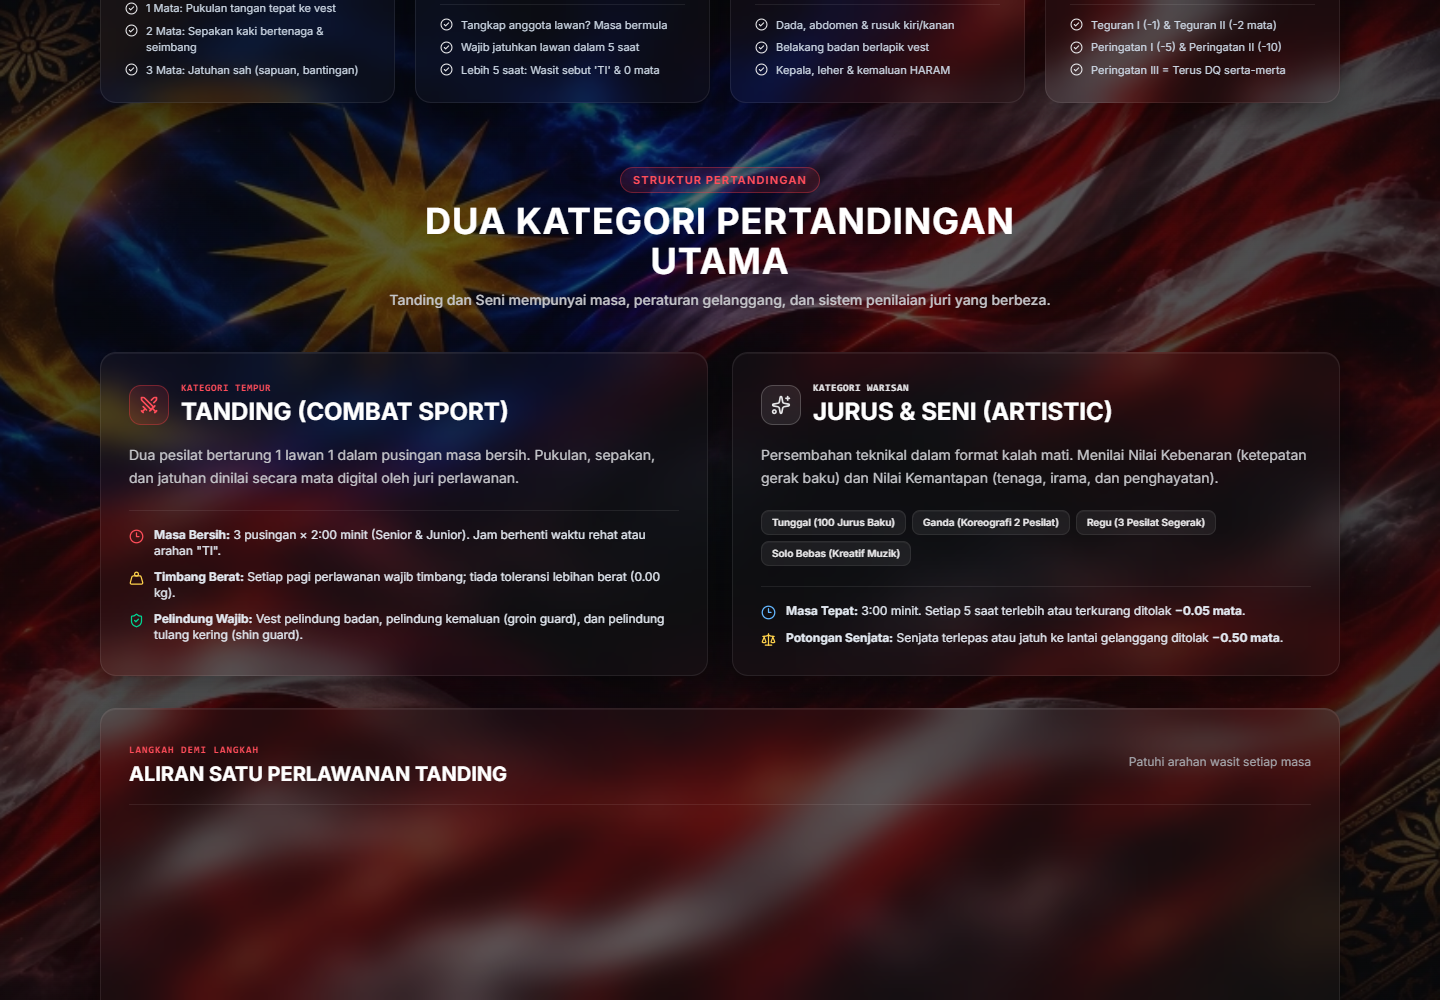 1 Mata: Pukulan tangan tepat ke vest
2 Mata: Sepakan kaki bertenaga &
seimbang
3 Mata: Jatuhan sah (sapuan, bantingan)
Tangkap anggota lawan? Masa bermula
Wajib jatuhkan lawan dalam 5 saat
Lebih 5 saat: Wasit sebut 'TI' & 0 mata
Dada, abdomen & rusuk kiri/kanan
Belakang badan berlapik vest
Kepala, leher & kemaluan HARAM
Teguran I (-1) & Teguran II (-2 mata)
Peringatan I (-5) & Peringatan II (-10)
Peringatan III = Terus DQ serta-merta
STRUKTUR PERTANDINGAN
DUA KATEGORI PERTANDINGAN
UTAMA
Tanding dan Seni mempunyai masa, peraturan gelanggang, dan sistem penilaian juri yang berbeza.
KATEGORI TEMPUR
TANDING (COMBAT SPORT)
Dua pesilat bertarung 1 lawan 1 dalam pusingan masa bersih. Pukulan, sepakan,
dan jatuhan dinilai secara mata digital oleh juri perlawanan.
Masa Bersih: 3 pusingan × 2:00 minit (Senior & Junior). Jam berhenti waktu rehat atau
arahan "TI".
Timbang Berat: Setiap pagi perlawanan wajib timbang; tiada toleransi lebihan berat (0.00
kg).
Pelindung Wajib: Vest pelindung badan, pelindung kemaluan (groin guard), dan pelindung
tulang kering (shin guard).
KATEGORI WARISAN
JURUS & SENI (ARTISTIC)
Persembahan teknikal dalam format kalah mati. Menilai Nilai Kebenaran (ketepatan
gerak baku) dan Nilai Kemantapan (tenaga, irama, dan penghayatan).
Tunggal (100 Jurus Baku)
Ganda (Koreografi 2 Pesilat)
Regu (3 Pesilat Segerak)
Solo Bebas (Kreatif Muzik)
Masa Tepat: 3:00 minit. Setiap 5 saat terlebih atau terkurang ditolak −0.05 mata.
Potongan Senjata: Senjata terlepas atau jatuh ke lantai gelanggang ditolak −0.50 mata.
LANGKAH DEMI LANGKAH
ALIRAN SATU PERLAWANAN TANDING
Patuhi arahan wasit setiap masa